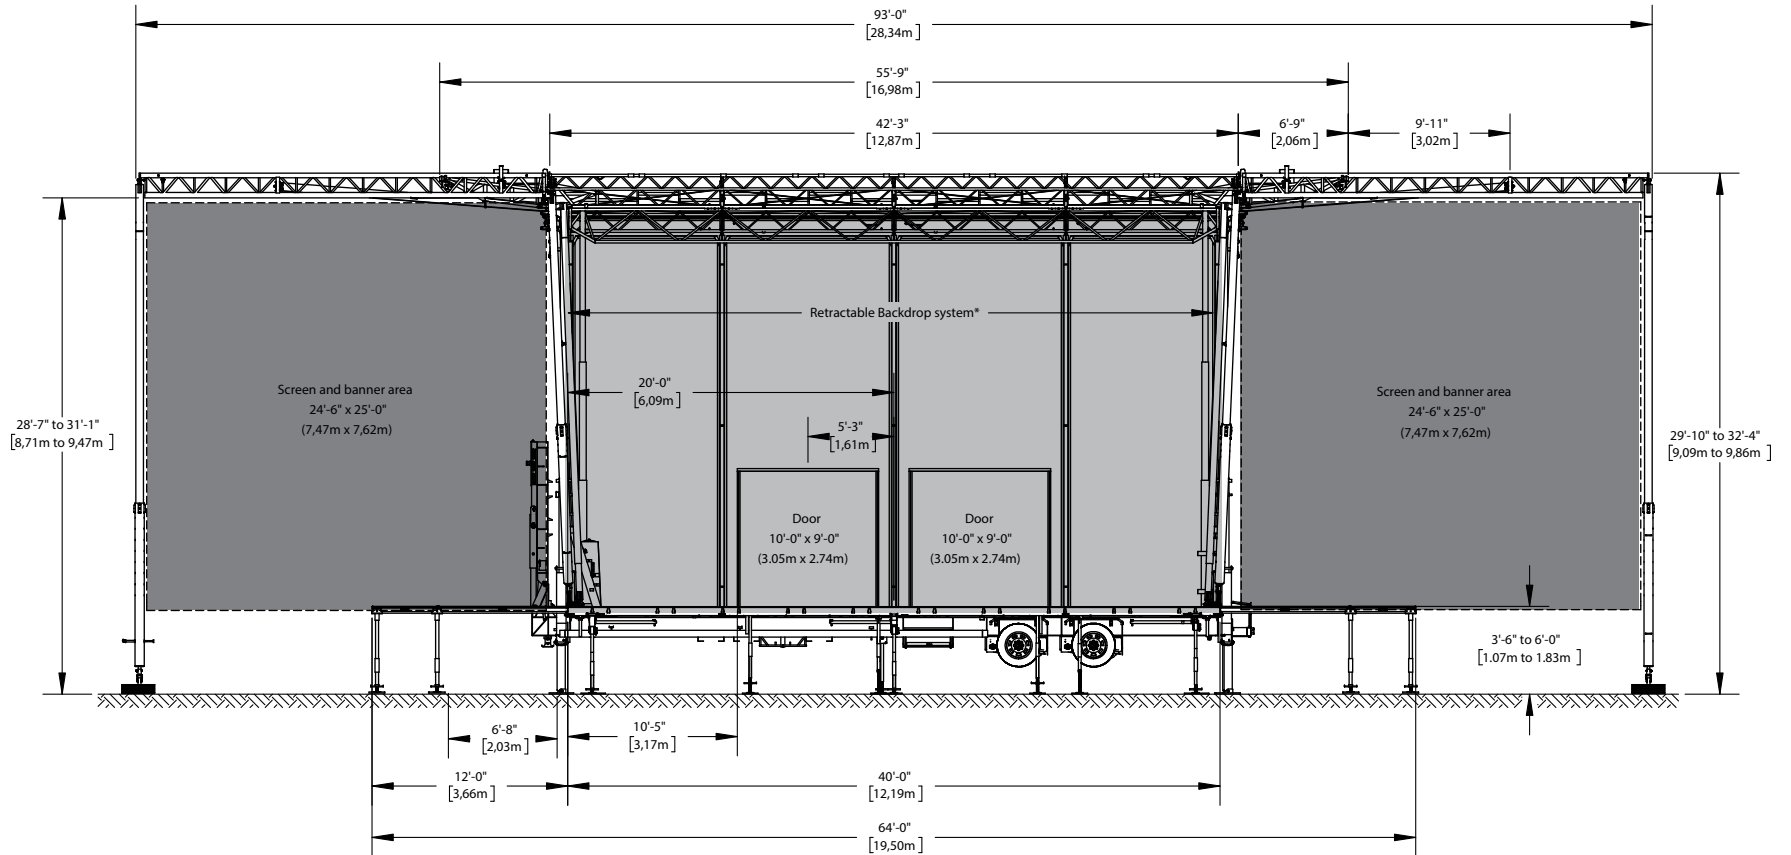 93'-0"
[28,34m]
55'-9"
[16,98m]
42'-3"
[12,87m]
6'-9"
[2,06m]
9'-11"
[3,02m]
Retractable Backdrop system*
20'-0"
[6,09m]
5'-3"
[1,61m]
Screen and banner area
24'-6" x 25'-0"
(7,47m x 7,62m)
Screen and banner area
24'-6" x 25'-0"
(7,47m x 7,62m)
28'-7" to 31'-1"
[8,71m to 9,47m]
29'-10" to 32'-4"
[9,09m to 9,86m]
Door
10'-0" x 9'-0"
(3.05m x 2.74m)
Door
10'-0" x 9'-0"
(3.05m x 2.74m)
3'-6" to 6'-0"
[1.07m to 1.83m]
6'-8"
[2,03m]
10'-5"
[3,17m]
12'-0"
[3,66m]
40'-0"
[12,19m]
64'-0"
[19,50m]